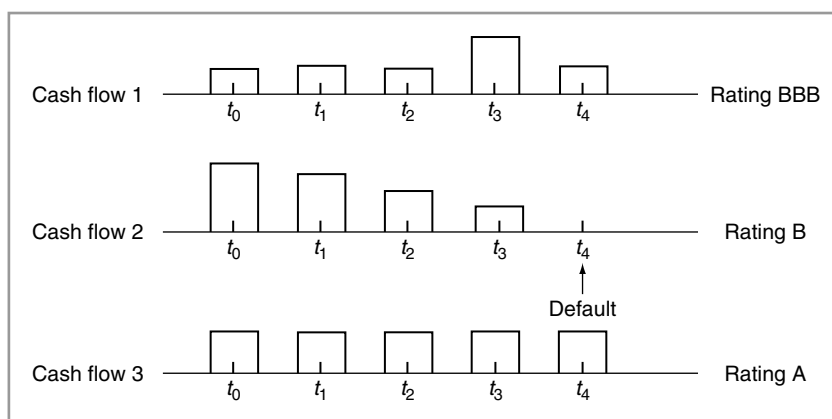 Cash flow 1 Rating BBB
t0 t1 t2 t3 t4
Cash flow 2 Rating B
t0 t1 t2 t3 t4
Default
Cash flow 3 Rating A
t0 t1 t2 t3 t4